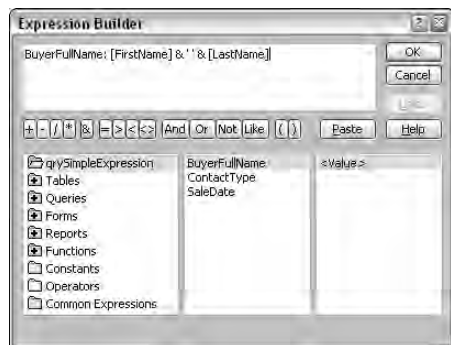 Expression Builder
BuyerFullName: [FirstName] & ' ' & [LastName]
OK
Cancel
+ - / * & = > < <> And Or Not Like ( ) Paste Help
qrySimpleExpression BuyerFullName <Value>
Tables ContactType
Queries SaleDate
Forms
Reports
Functions
Constants
Operators
Common Expressions